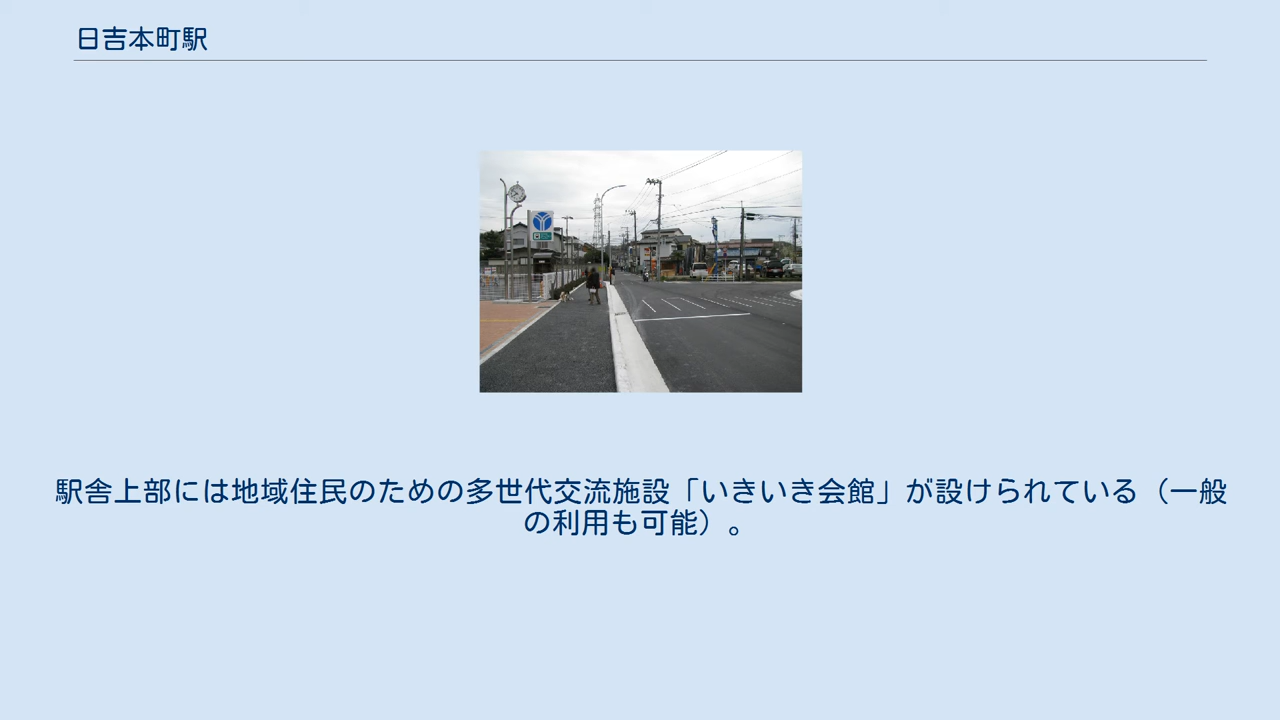 日吉本町駅
駅舎上部には地域住民のための多世代交流施設「いきいき会館」が設けられている（一般
の利用も可能）。